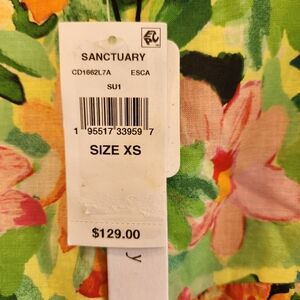 SANCTUARY
CD1662L7A ESCA
SU1
1 95517 33959 7
SIZE XS
$129.00
y